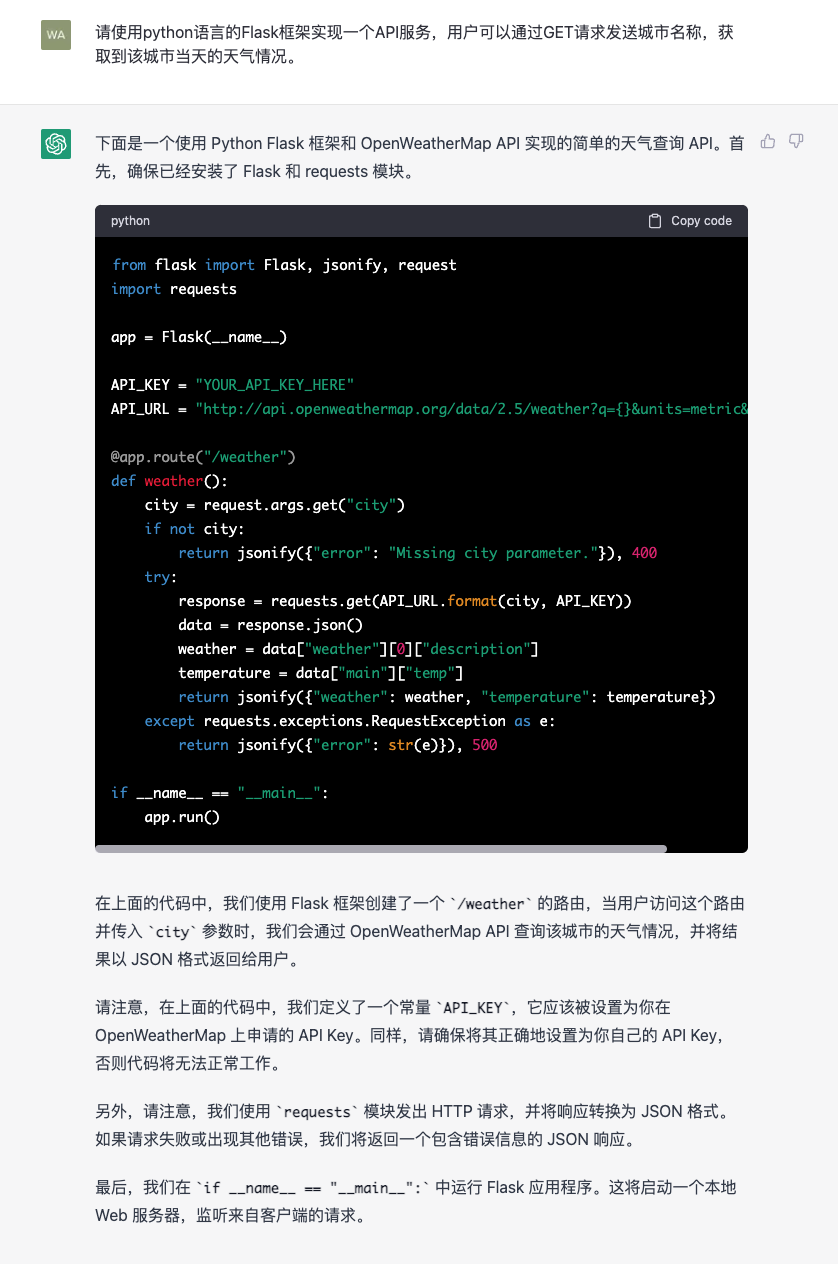 WA
请使用python语言的Flask框架实现一个API服务，用户可以通过GET请求发送城市名称，获
取到该城市当天的天气情况。
下面是一个使用 Python Flask 框架和 OpenWeatherMap API 实现的简单的天气查询 API。首
先，确保已经安装了 Flask 和 requests 模块。
python Copy code
from flask import Flask, jsonify, request
import requests
app = Flask(__name__)
API_KEY = "YOUR_API_KEY_HERE"
API_URL = "http://api.openweathermap.org/data/2.5/weather?q={}&units=metric&
@app.route("/weather")
def weather():
    city = request.args.get("city")
    if not city:
        return jsonify({"error": "Missing city parameter."}), 400
    try:
        response = requests.get(API_URL.format(city, API_KEY))
        data = response.json()
        weather = data["weather"][0]["description"]
        temperature = data["main"]["temp"]
        return jsonify({"weather": weather, "temperature": temperature})
    except requests.exceptions.RequestException as e:
        return jsonify({"error": str(e)}), 500
if __name__ == "__main__":
    app.run()
在上面的代码中，我们使用 Flask 框架创建了一个 `/weather` 的路由，当用户访问这个路由
并传入 `city` 参数时，我们会通过 OpenWeatherMap API 查询该城市的天气情况，并将结
果以 JSON 格式返回给用户。
请注意，在上面的代码中，我们定义了一个常量 `API_KEY`，它应该被设置为你在
OpenWeatherMap 上申请的 API Key。同样，请确保将其正确地设置为你自己的 API Key，
否则代码将无法正常工作。
另外，请注意，我们使用 `requests` 模块发出 HTTP 请求，并将响应转换为 JSON 格式。
如果请求失败或出现其他错误，我们将返回一个包含错误信息的 JSON 响应。
最后，我们在 `if __name__ == "__main__":` 中运行 Flask 应用程序。这将启动一个本地
Web 服务器，监听来自客户端的请求。